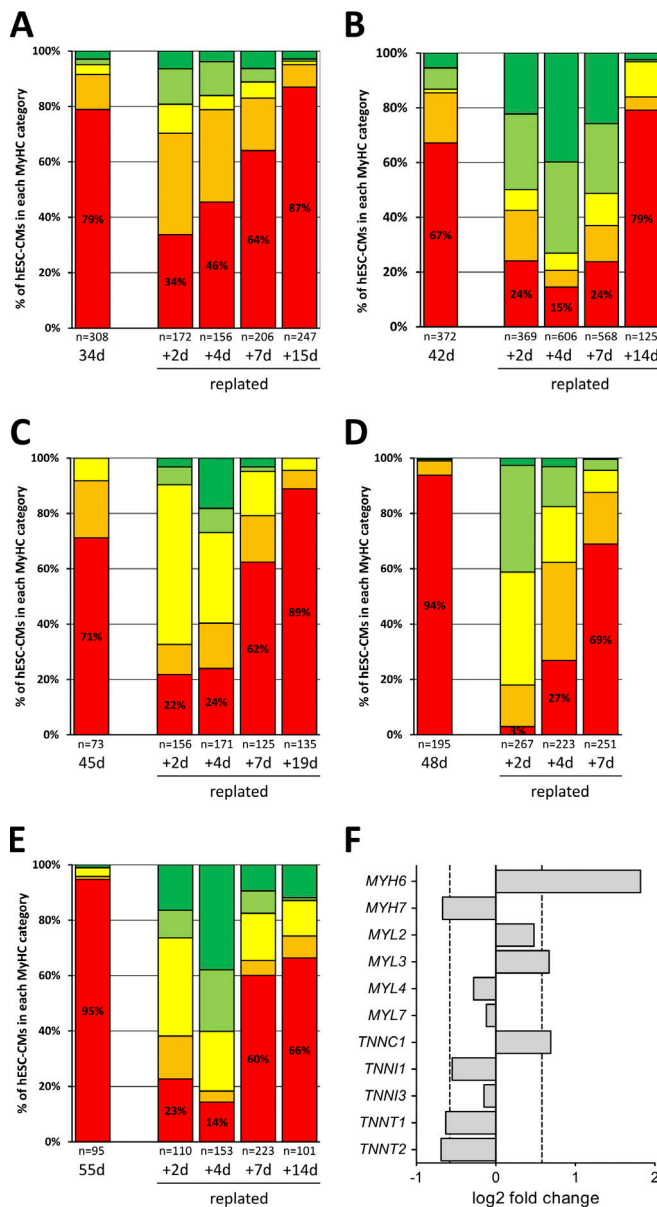 A
% of hESC-CMs in each MyHC category
100%
80%
60%
40%
20%
0%
79%
34%
46%
64%
87%
n=308 n=172 n=156 n=206 n=247
34d +2d +4d +7d +15d
replated
B
% of hESC-CMs in each MyHC category
100%
80%
60%
40%
20%
0%
67%
24%
15%
24%
79%
n=372 n=369 n=606 n=568 n=125
42d +2d +4d +7d +14d
replated
C
% of hESC-CMs in each MyHC category
100%
80%
60%
40%
20%
0%
71%
22%
24%
62%
89%
n=73 n=156 n=171 n=125 n=135
45d +2d +4d +7d +19d
replated
D
% of hESC-CMs in each MyHC category
100%
80%
60%
40%
20%
0%
94%
3%
27%
69%
n=195 n=267 n=223 n=251
48d +2d +4d +7d
replated
E
% of hESC-CMs in each MyHC category
100%
80%
60%
40%
20%
0%
95%
23%
14%
60%
66%
n=95 n=110 n=153 n=223 n=101
55d +2d +4d +7d +14d
replated
F
MYH6
MYH7
MYL2
MYL3
MYL4
MYL7
TNNC1
TNNI1
TNNI3
TNNT1
TNNT2
-1 0 1 2
log2 fold change